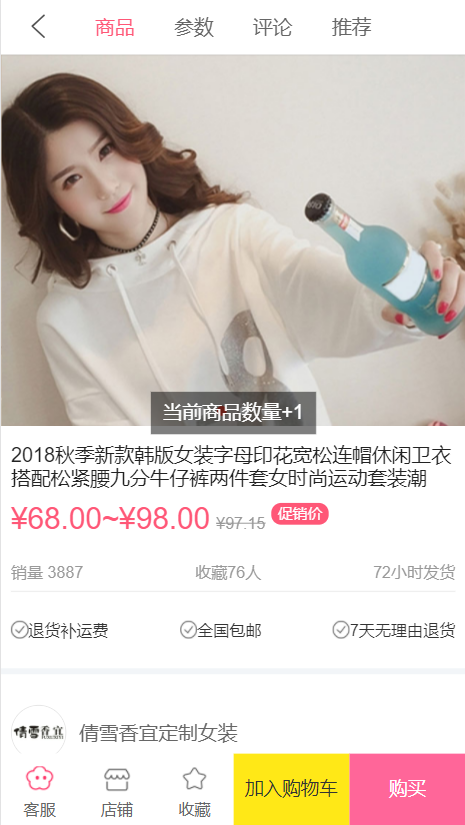 商品 参数 评论 推荐
当前商品数量+1
2018秋季新款韩版女装字母印花宽松连帽休闲卫衣
搭配松紧腰九分牛仔裤两件套女时尚运动套装潮
¥68.00~¥98.00 ¥97.15 促销价
销量 3887 收藏76人 72小时发货
退货补运费 全国包邮 7天无理由退货
倩雪香宜 倩雪香宜定制女装
客服 店铺 收藏 加入购物车 购买